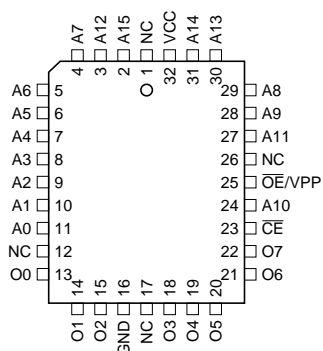 A7 A12 A15 NC VCC A14 A13
4 3 2 1 32 31 30
A6 5 29 A8
A5 6 28 A9
A4 7 27 A11
A3 8 26 NC
A2 9 25 O̅E̅/VPP
A1 10 24 A10
A0 11 23 C̅E̅
NC 12 22 O7
O0 13 21 O6
14 15 16 17 18 19 20
O1 O2 GND NC O3 O4 O5